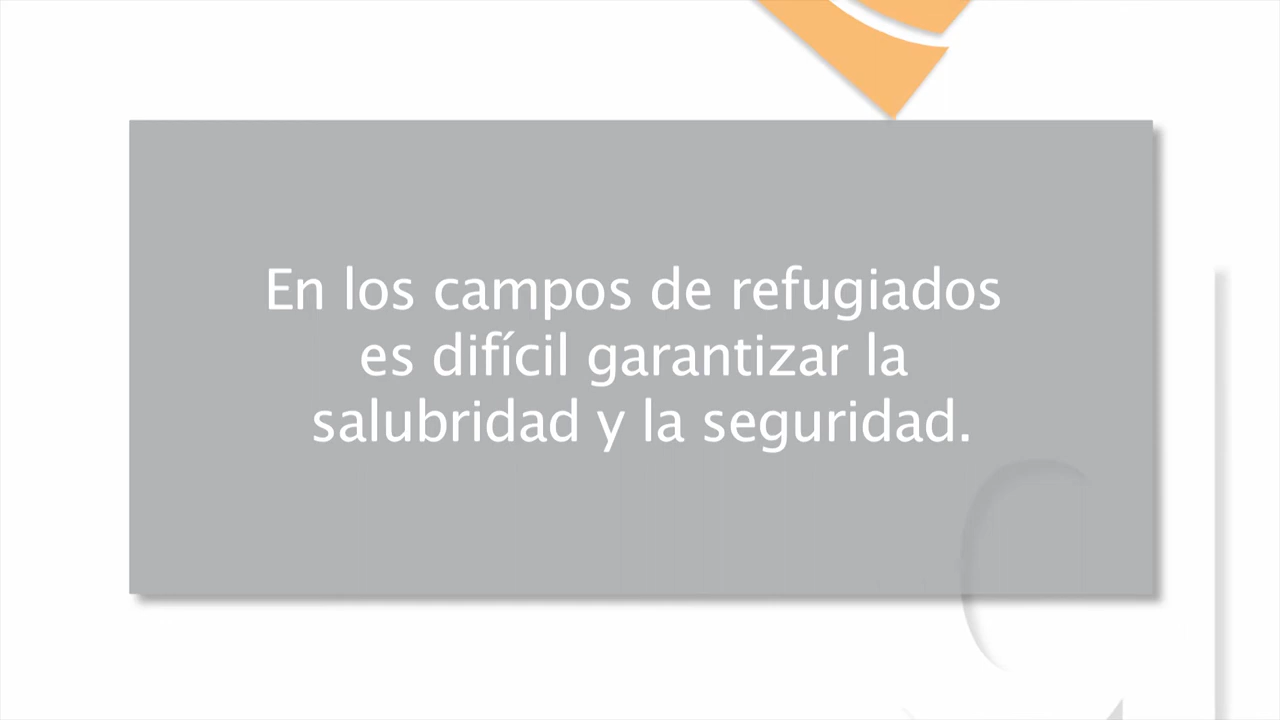 En los campos de refugiados
es difícil garantizar la
salubridad y la seguridad.